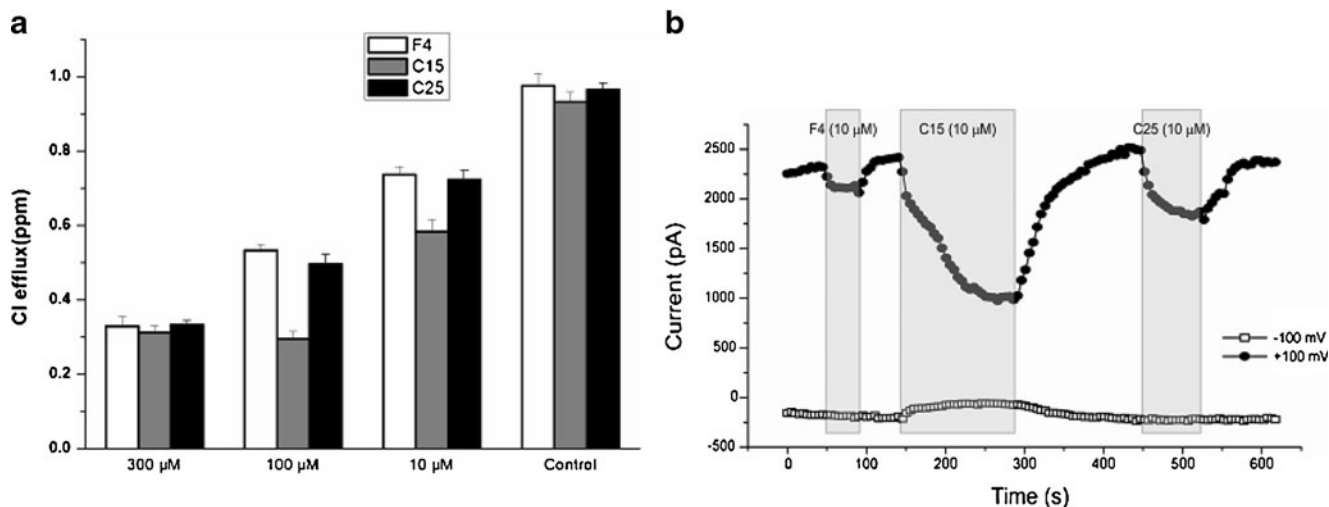 a
F4
C15
C25
Cl efflux(ppm)
1.0
0.8
0.6
0.4
0.2
0.0
300 µM
100 µM
10 µM
Control
b
F4 (10 µM)
C15 (10 µM)
C25 (10 µM)
Current (pA)
2500
2000
1500
1000
500
0
-500
-100 mV
+100 mV
0
100
200
300
400
500
600
Time (s)